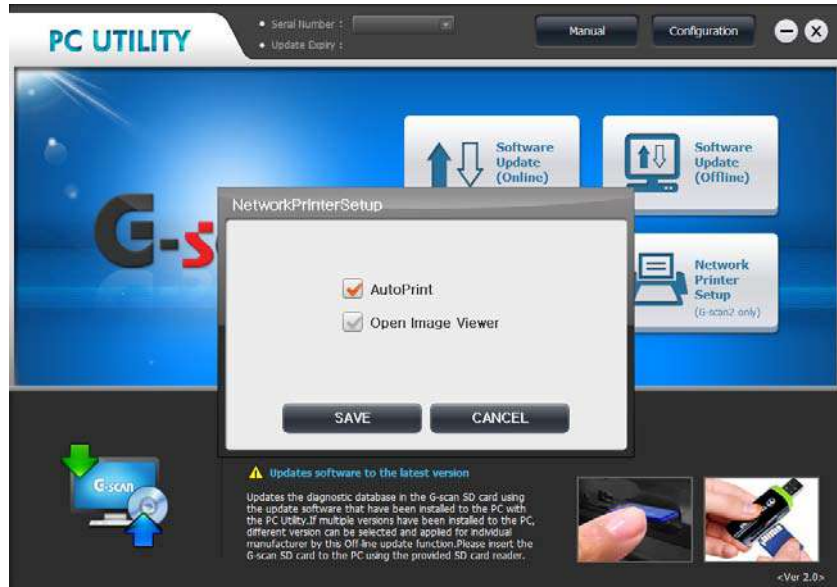 PC UTILITY
• Serial Number :
• Update Expiry :
Manual
Configuration
Software
Update
(Online)
Software
Update
(Offline)
G-s
NetworkPrinterSetup
AutoPrint
Open Image Viewer
SAVE
CANCEL
Network
Printer
Setup
(G-scan2 only)
G-scan
Updates software to the latest version
Updates the diagnostic database in the G-scan SD card using
the update software that have been installed to the PC with
the PC Utility.If multiple versions have been installed to the PC,
different version can be selected and applied for individual
manufacturer by this Off-line update function.Please insert the
G-scan SD card to the PC using the provided SD card reader.
<Ver 2.0>